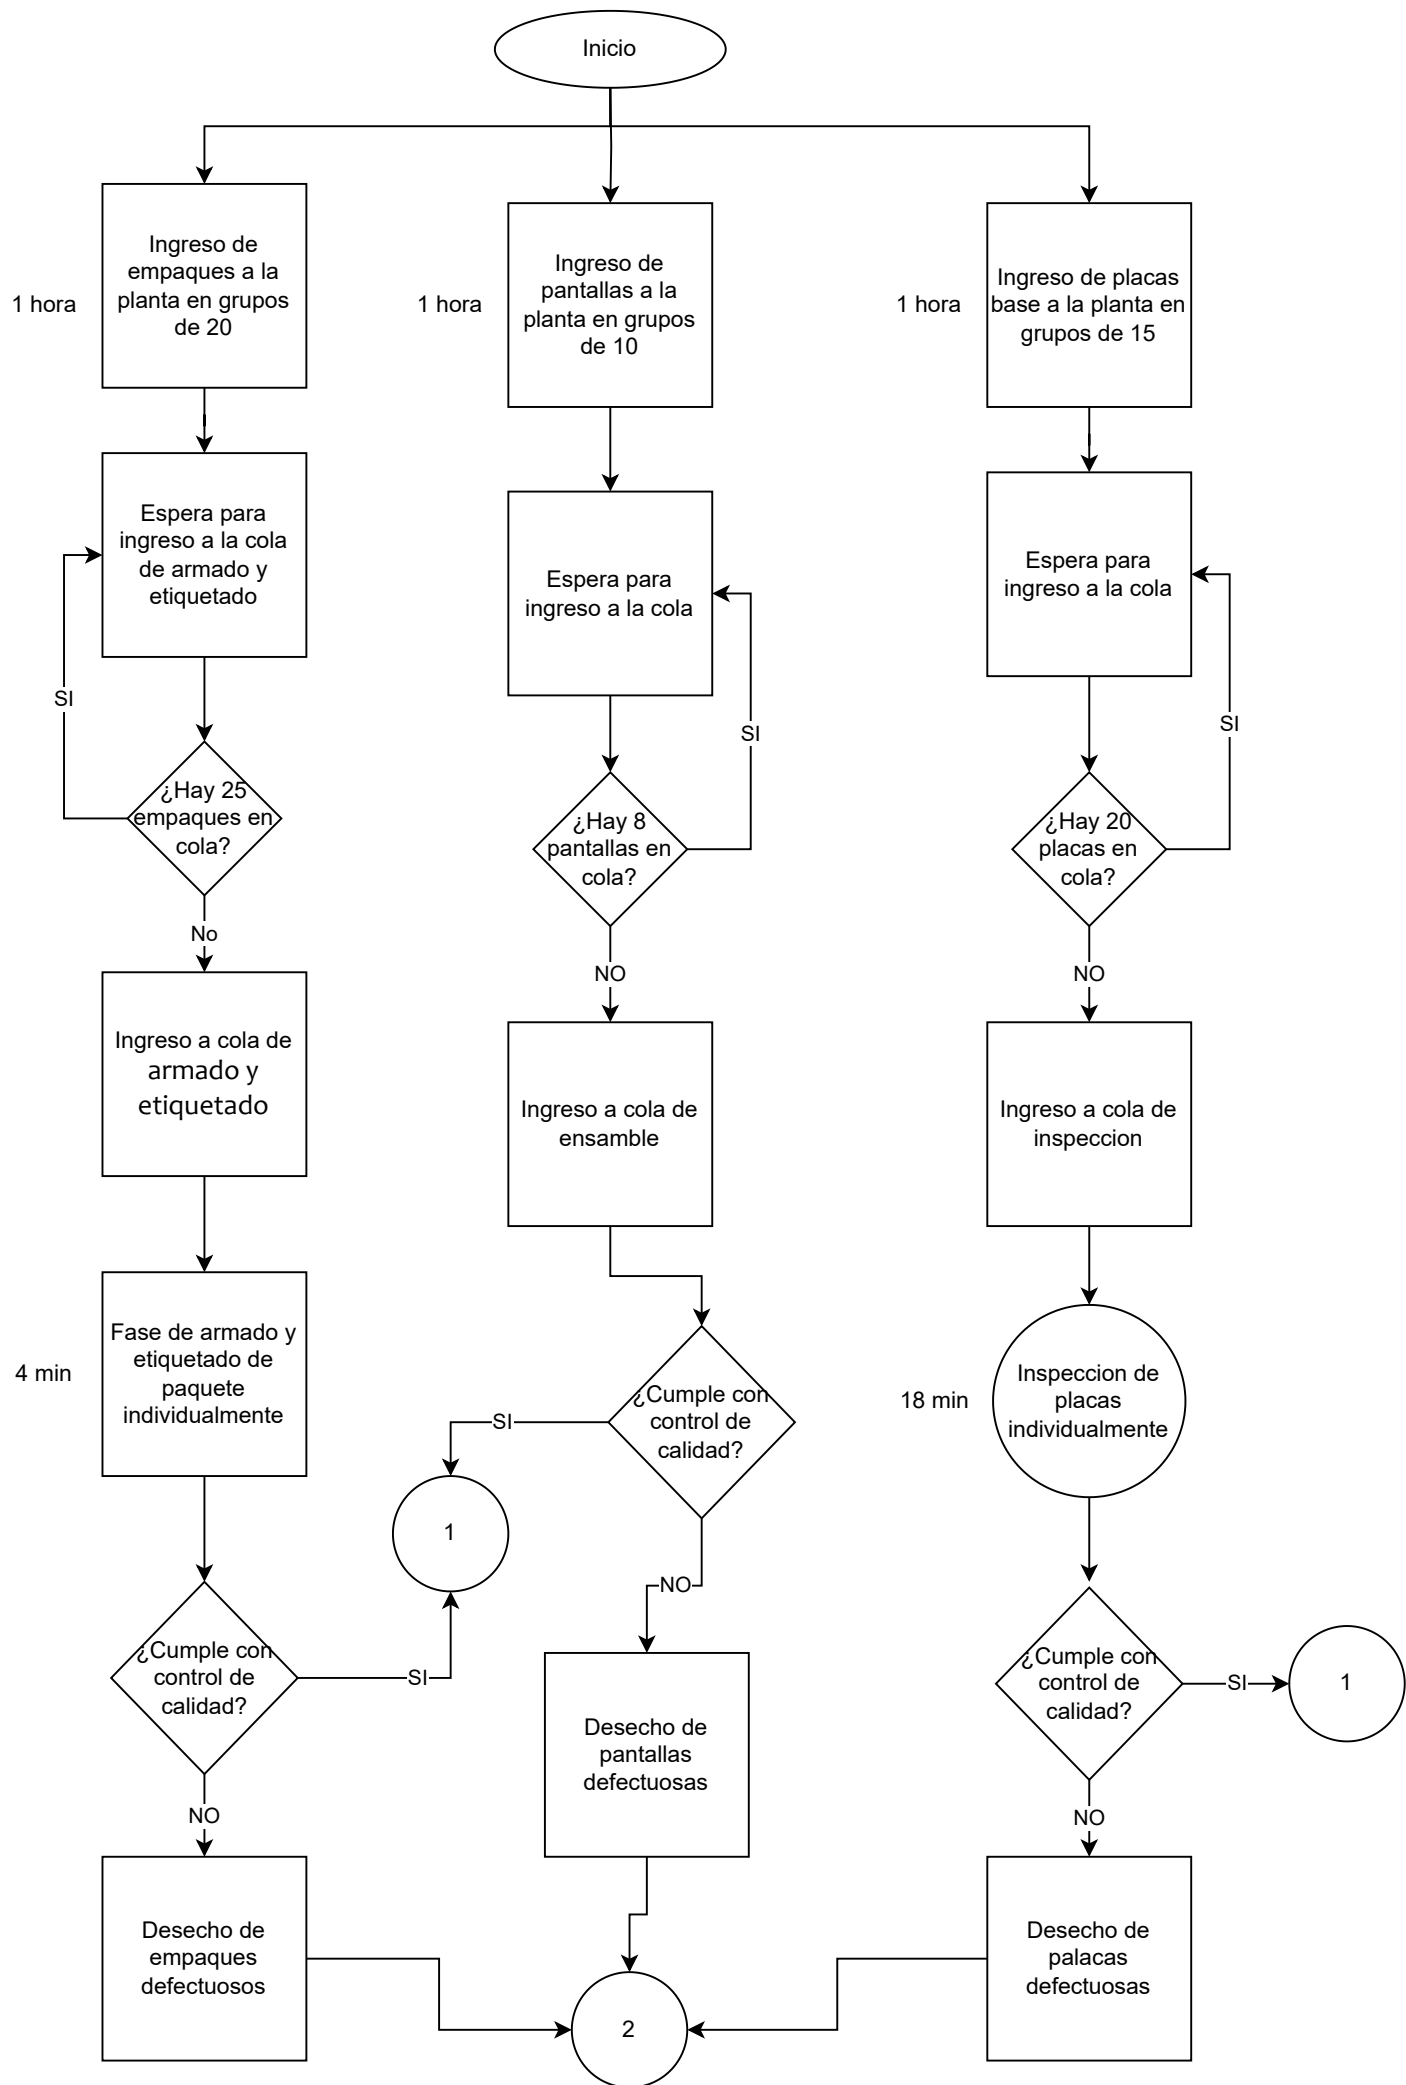 Inicio
Ingreso de
empaques a la
planta en grupos
de 20
1 hora
Ingreso de
pantallas a la
planta en grupos
de 10
1 hora
Ingreso de placas
base a la planta en
grupos de 15
1 hora
Espera para
ingreso a la cola
de armado y
etiquetado
Espera para
ingreso a la cola
Espera para
ingreso a la cola
SI
SI
SI
¿Hay 25
empaques en
cola?
¿Hay 8
pantallas en
cola?
¿Hay 20
placas en
cola?
No
NO
NO
Ingreso a cola de
armado y
etiquetado
Ingreso a cola de
ensamble
Ingreso a cola de
inspeccion
Fase de armado y
etiquetado de
paquete
individualmente
4 min
¿Cumple con
control de
calidad?
SI
Inspeccion de
placas
individualmente
18 min
1
NO
¿Cumple con
control de
calidad?
SI
Desecho de
pantallas
defectuosas
¿Cumple con
control de
calidad?
SI
1
NO
NO
Desecho de
empaques
defectuosos
Desecho de
palacas
defectuosas
2